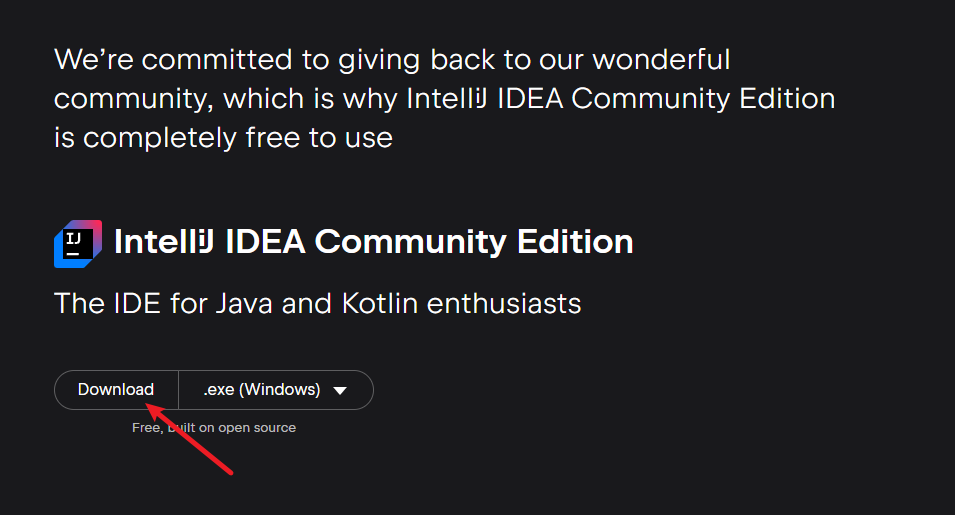 We’re committed to giving back to our wonderful
community, which is why IntelliJ IDEA Community Edition
is completely free to use
IJ
IntelliJ IDEA Community Edition
The IDE for Java and Kotlin enthusiasts
Download .exe (Windows)
Free, built on open source